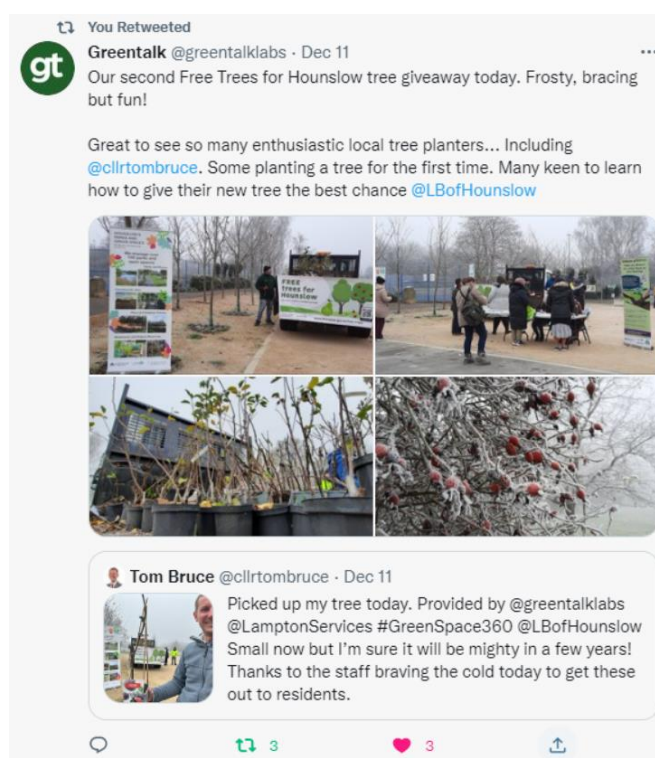 You Retweeted
gt
Greentalk @greentalklabs · Dec 11
Our second Free Trees for Hounslow tree giveaway today. Frosty, bracing
but fun!
Great to see so many enthusiastic local tree planters... Including
@cllrtombruce. Some planting a tree for the first time. Many keen to learn
how to give their new tree the best chance @LBofHounslow
FREE
trees for
Hounslow
Tom Bruce @cllrtombruce · Dec 11
Picked up my tree today. Provided by @greentalklabs
@LamptonServices #GreenSpace360 @LBofHounslow
Small now but I'm sure it will be mighty in a few years!
Thanks to the staff braving the cold today to get these
out to residents.
3
3